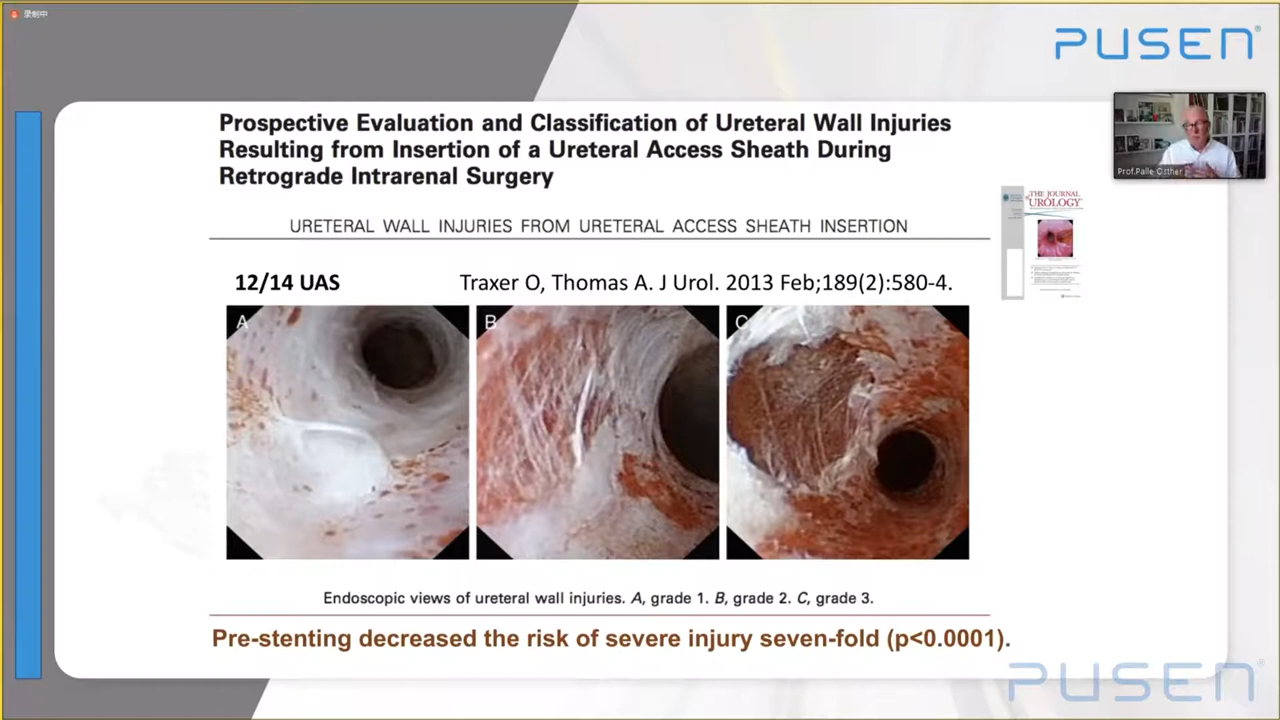 录制中
PUSEN®
Prospective Evaluation and Classification of Ureteral Wall Injuries
Resulting from Insertion of a Ureteral Access Sheath During
Retrograde Intrarenal Surgery
Prof.Palle Osther
THE JOURNAL
of UROLOGY®
URETERAL WALL INJURIES FROM URETERAL ACCESS SHEATH INSERTION
12/14 UAS
Traxer O, Thomas A. J Urol. 2013 Feb;189(2):580-4.
A
B
C
Endoscopic views of ureteral wall injuries. A, grade 1. B, grade 2. C, grade 3.
Pre-stenting decreased the risk of severe injury seven-fold (p<0.0001).
PUSEN®